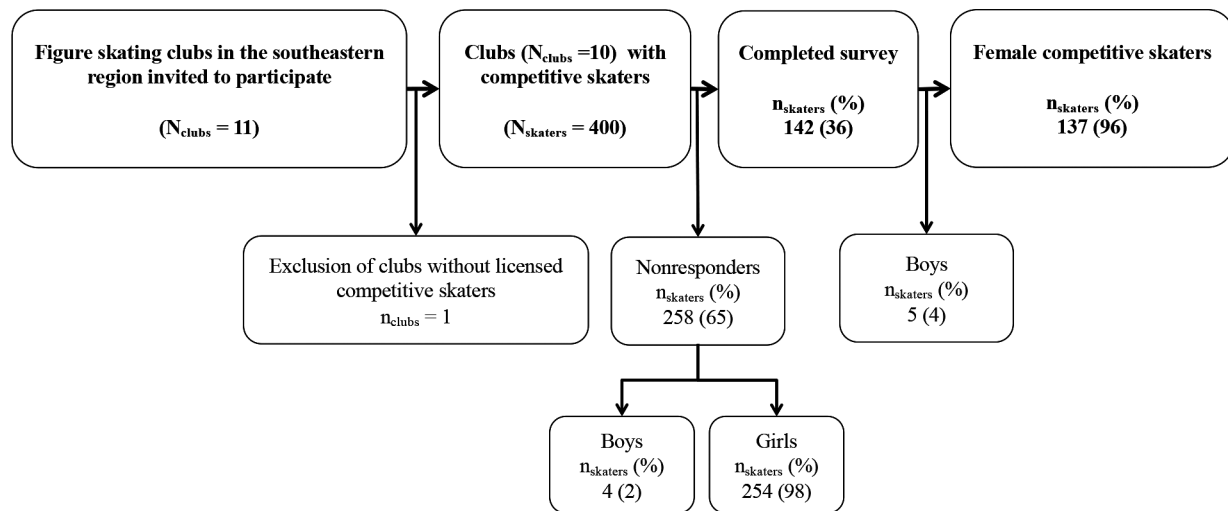 Figure skating clubs in the southeastern
region invited to participate
(Nclubs = 11)
Clubs (Nclubs =10) with
competitive skaters
(Nskaters = 400)
Completed survey
nskaters (%)
142 (36)
Female competitive skaters
nskaters (%)
137 (96)
Exclusion of clubs without licensed
competitive skaters
nclubs = 1
Nonresponders
nskaters (%)
258 (65)
Boys
nskaters (%)
5 (4)
Boys
nskaters (%)
4 (2)
Girls
nskaters (%)
254 (98)